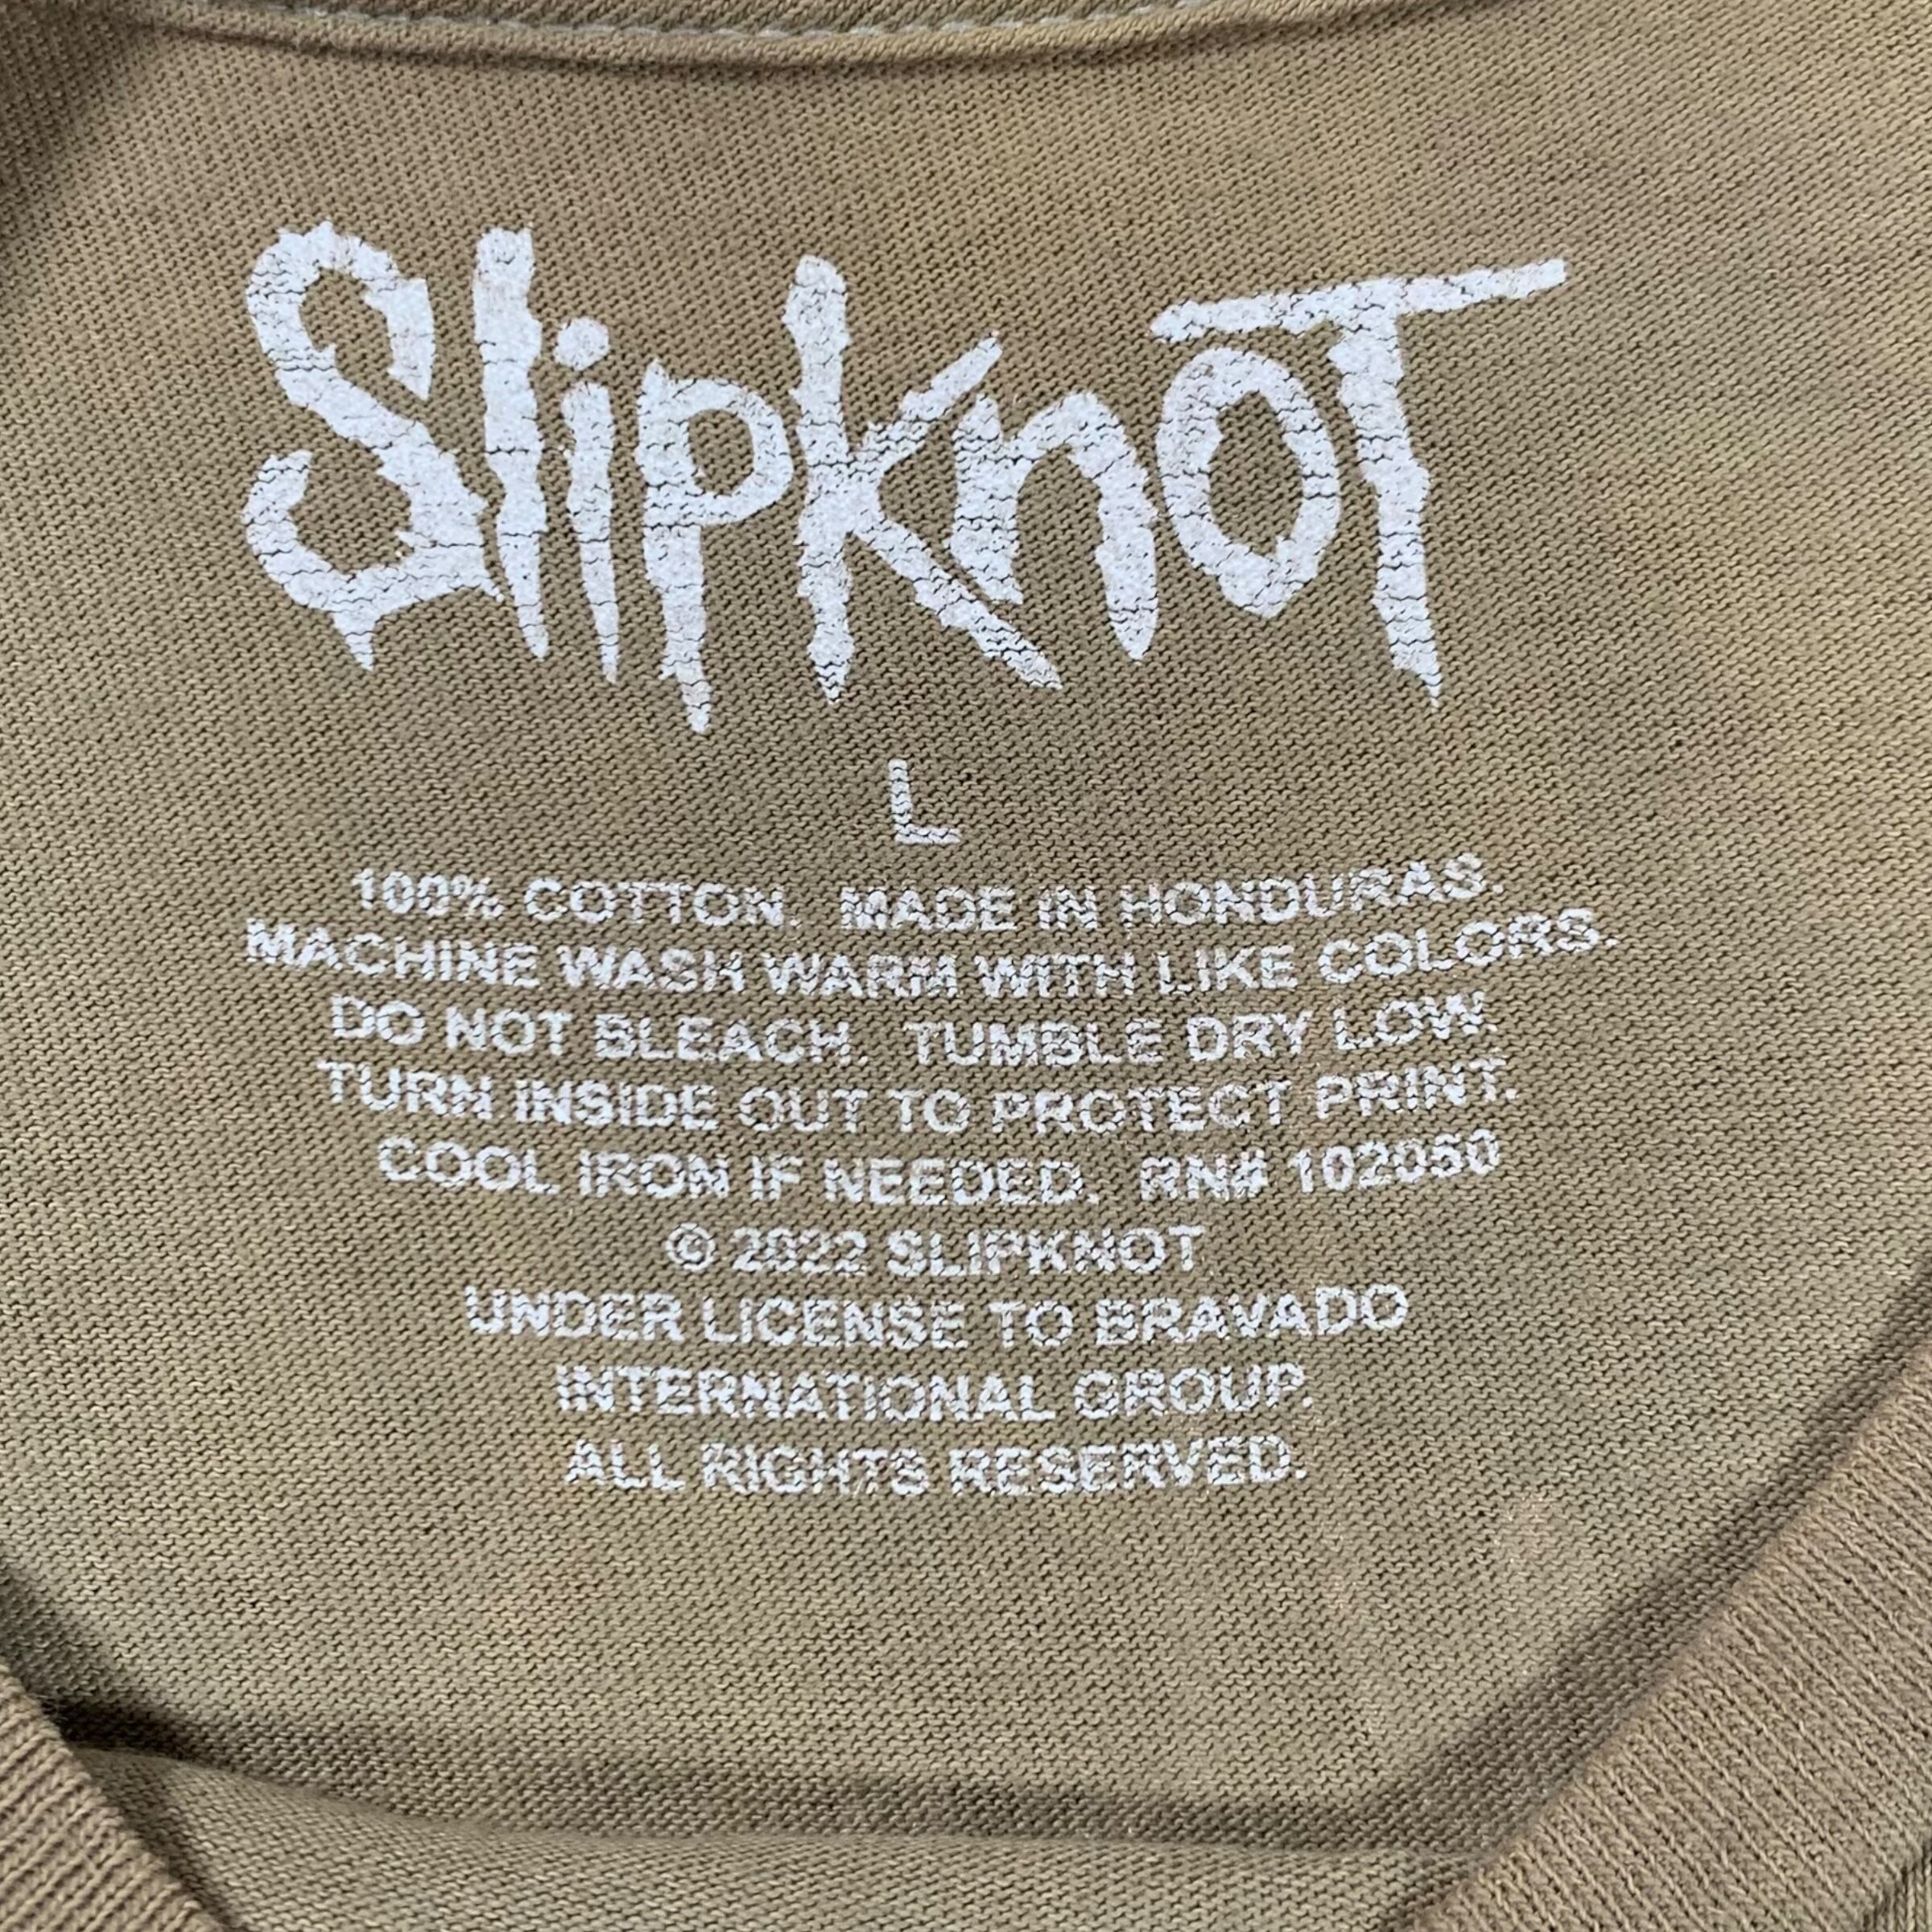 SlipknoT
L
100% COTTON. MADE IN HONDURAS.
MACHINE WASH WARM WITH LIKE COLORS.
DO NOT BLEACH. TUMBLE DRY LOW.
TURN INSIDE OUT TO PROTECT PRINT.
COOL IRON IF NEEDED. RN# 102050
© 2022 SLIPKNOT
UNDER LICENSE TO BRAVADO
INTERNATIONAL GROUP.
ALL RIGHTS RESERVED.